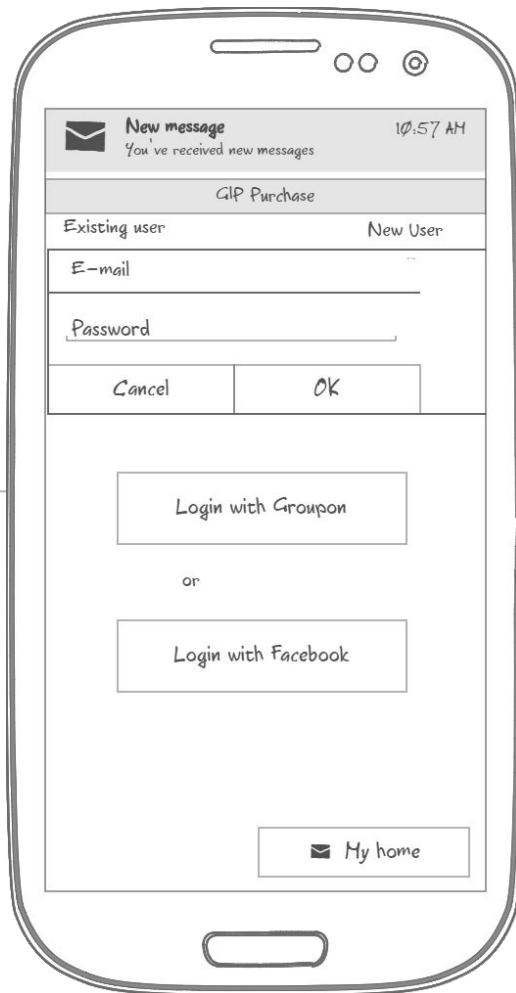 New message
10:57 AM
You've received new messages
GIP Purchase
Existing user
New User
E-mail
Password
Cancel
OK
Login with Groupon
or
Login with Facebook
My home